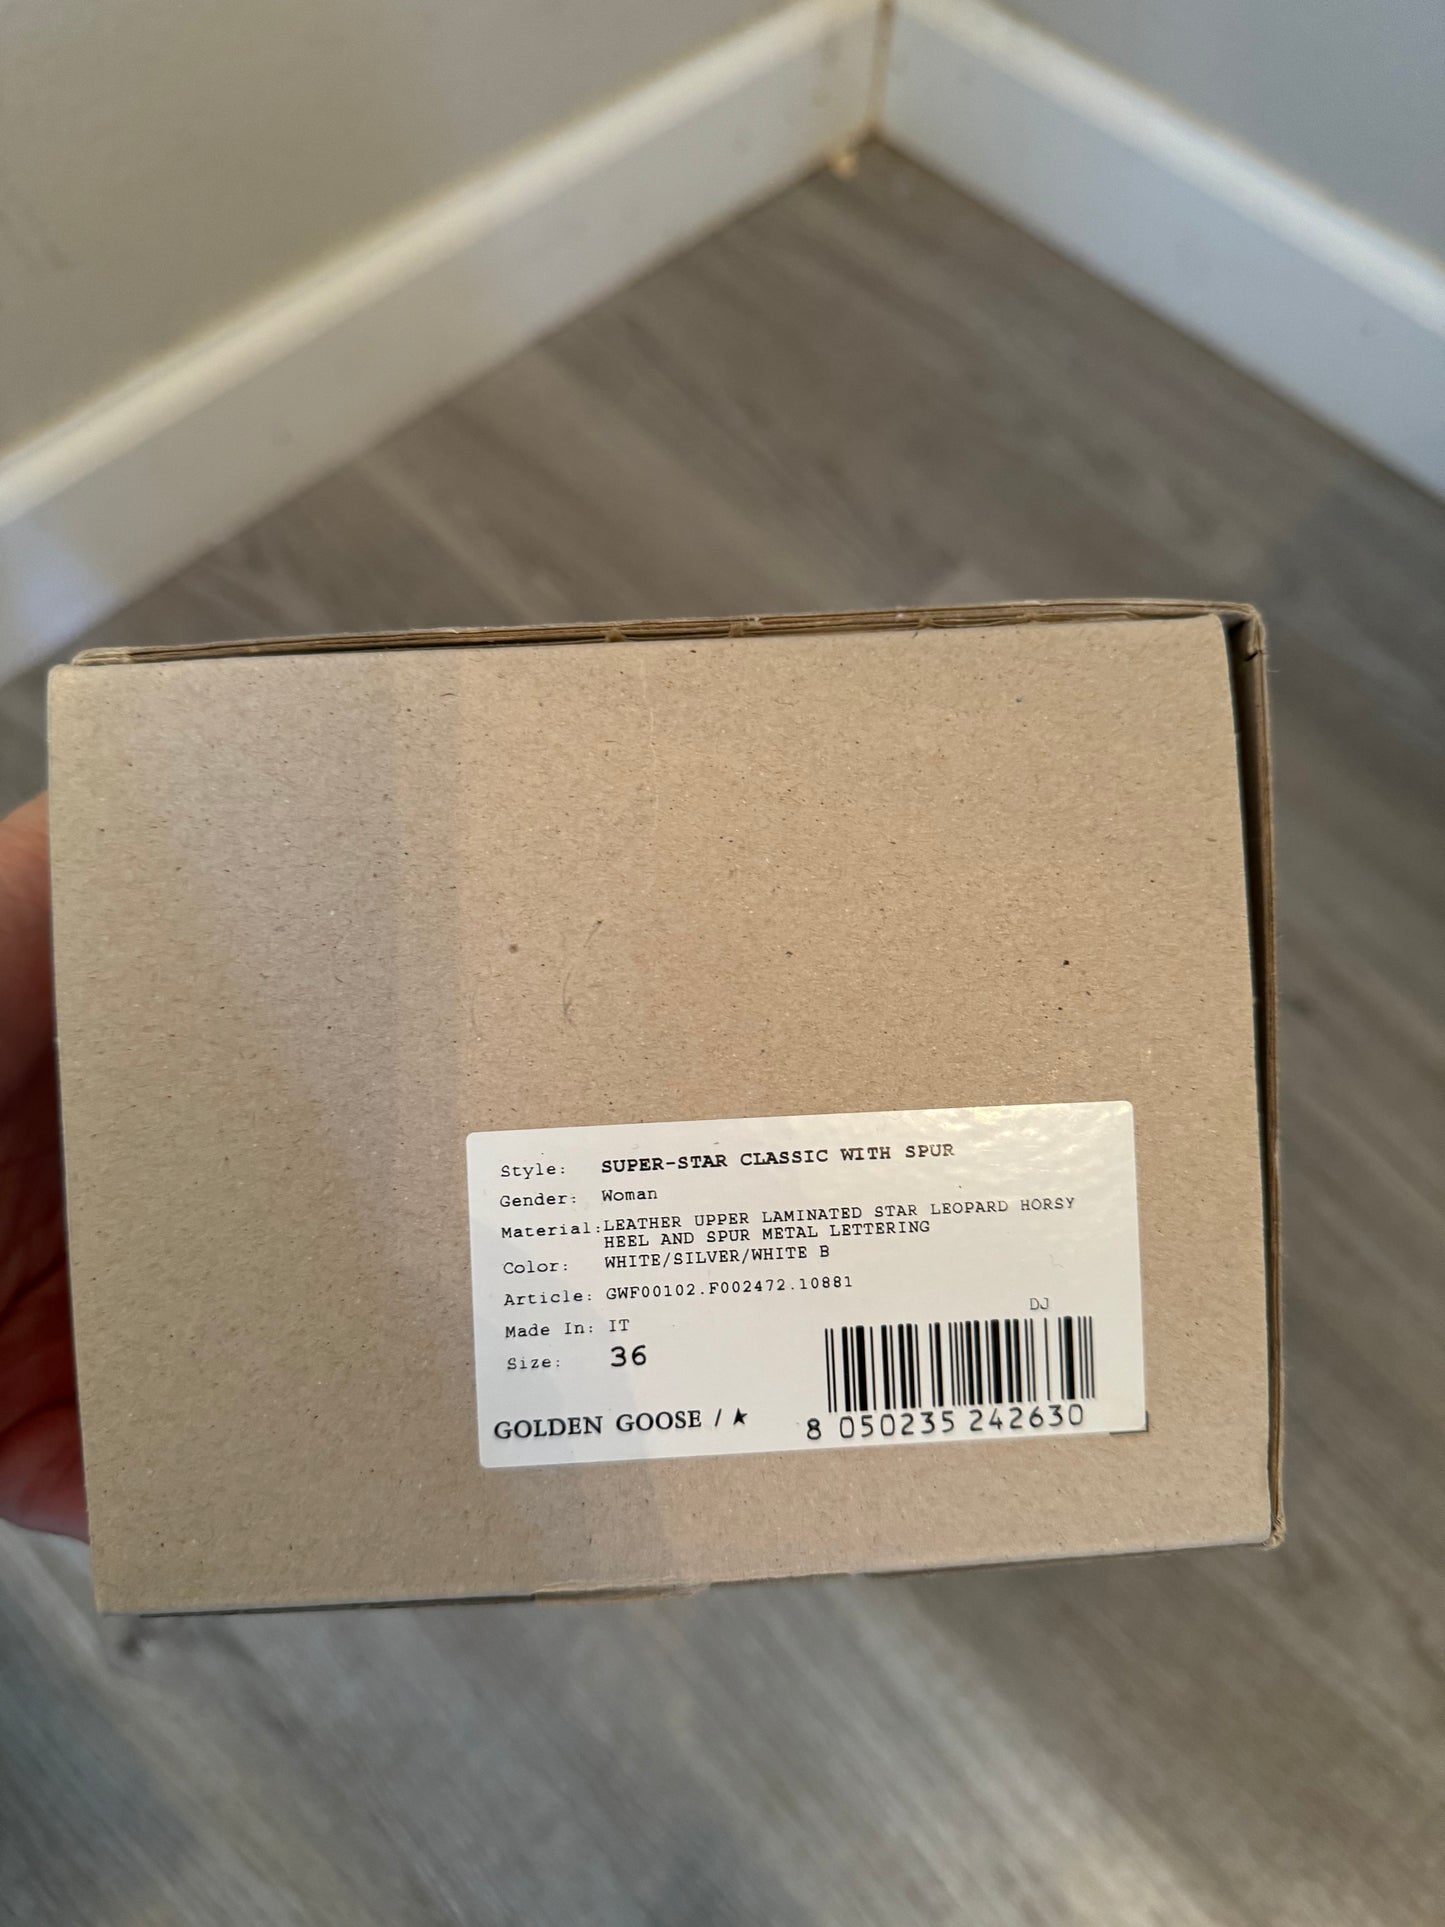 Style: SUPER-STAR CLASSIC WITH SPUR
Gender: Woman
Material: LEATHER UPPER LAMINATED STAR LEOPARD HORSY
HEEL AND SPUR METAL LETTERING
Color: WHITE/SILVER/WHITE B
Article: GWF00102.F002472.10881
Made In: IT
DJ
Size: 36
GOLDEN GOOSE / ★
8 050235 242630